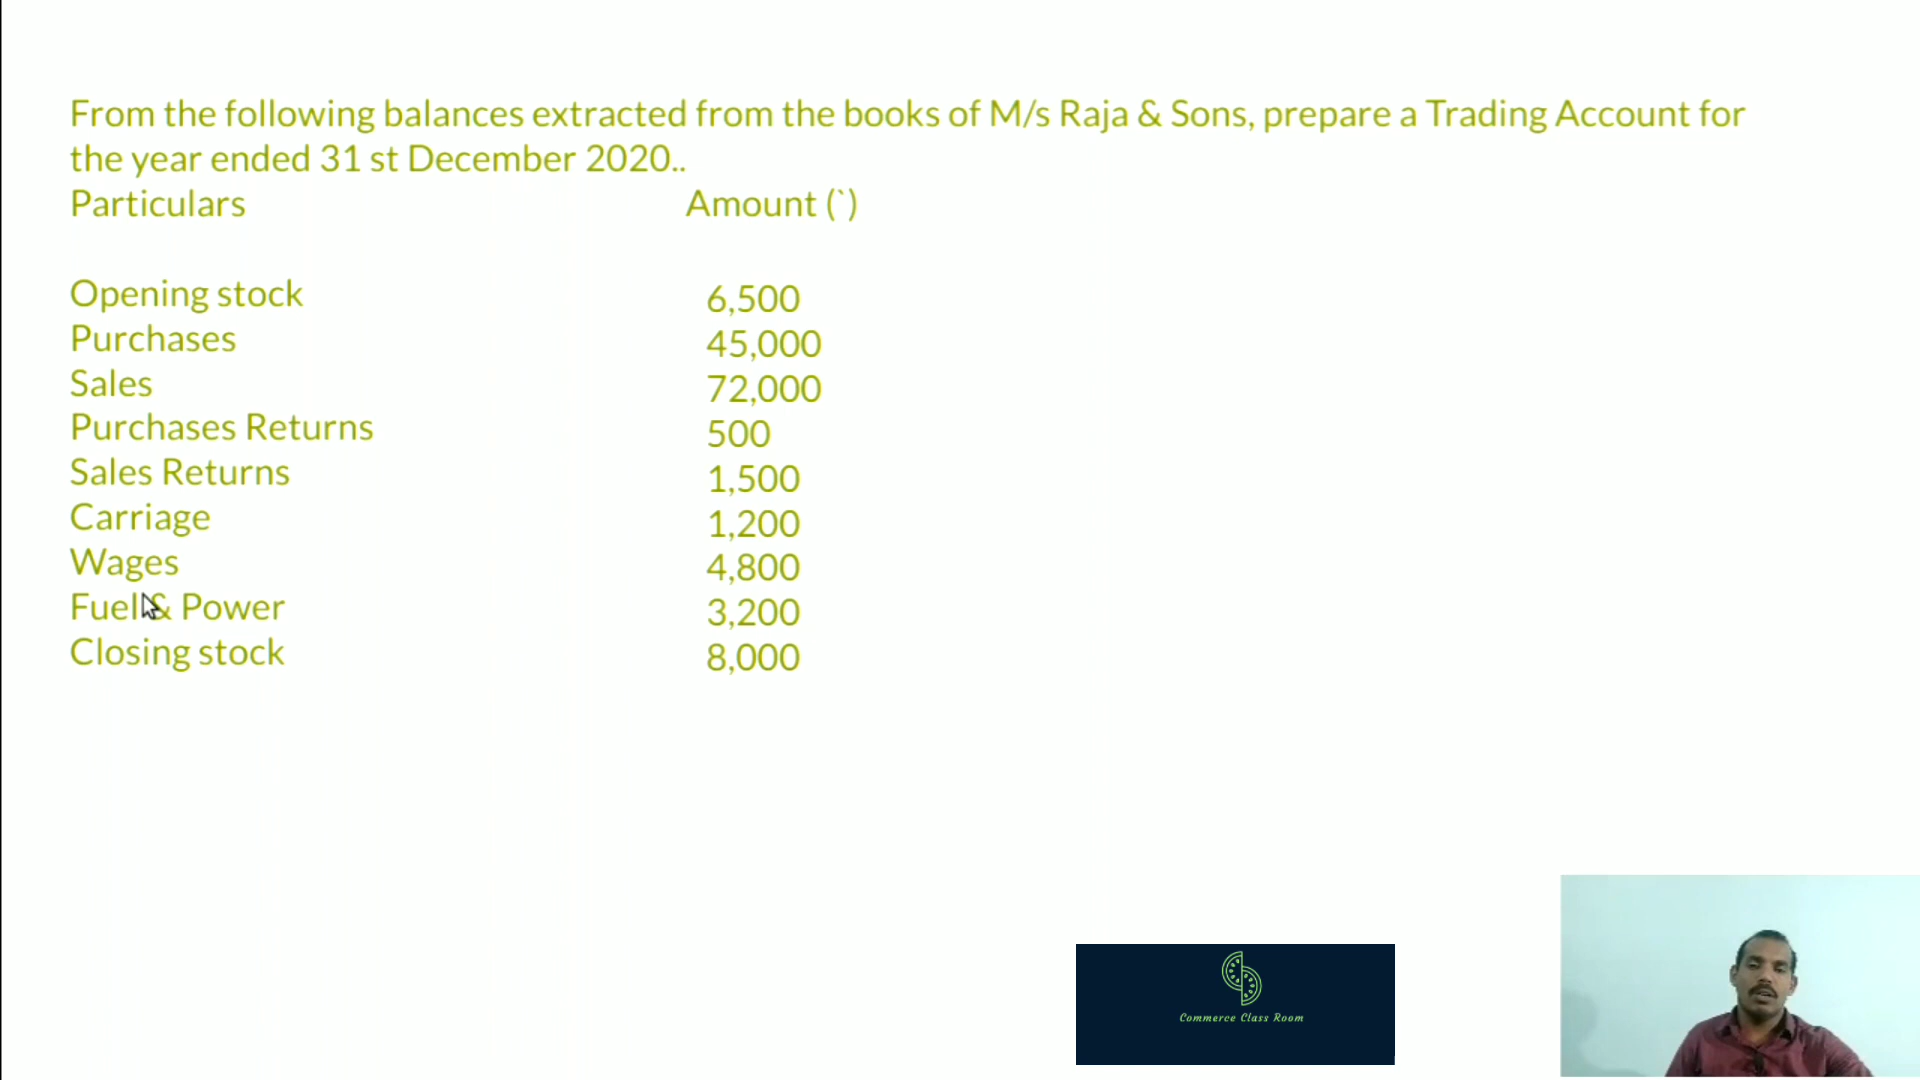 From the following balances extracted from the books of M/s Raja & Sons, prepare a Trading Account for
the year ended 31 st December 2020..
Particulars Amount (`)
Opening stock 6,500
Purchases 45,000
Sales 72,000
Purchases Returns 500
Sales Returns 1,500
Carriage 1,200
Wages 4,800
Fuel & Power 3,200
Closing stock 8,000
Commerce Class Room